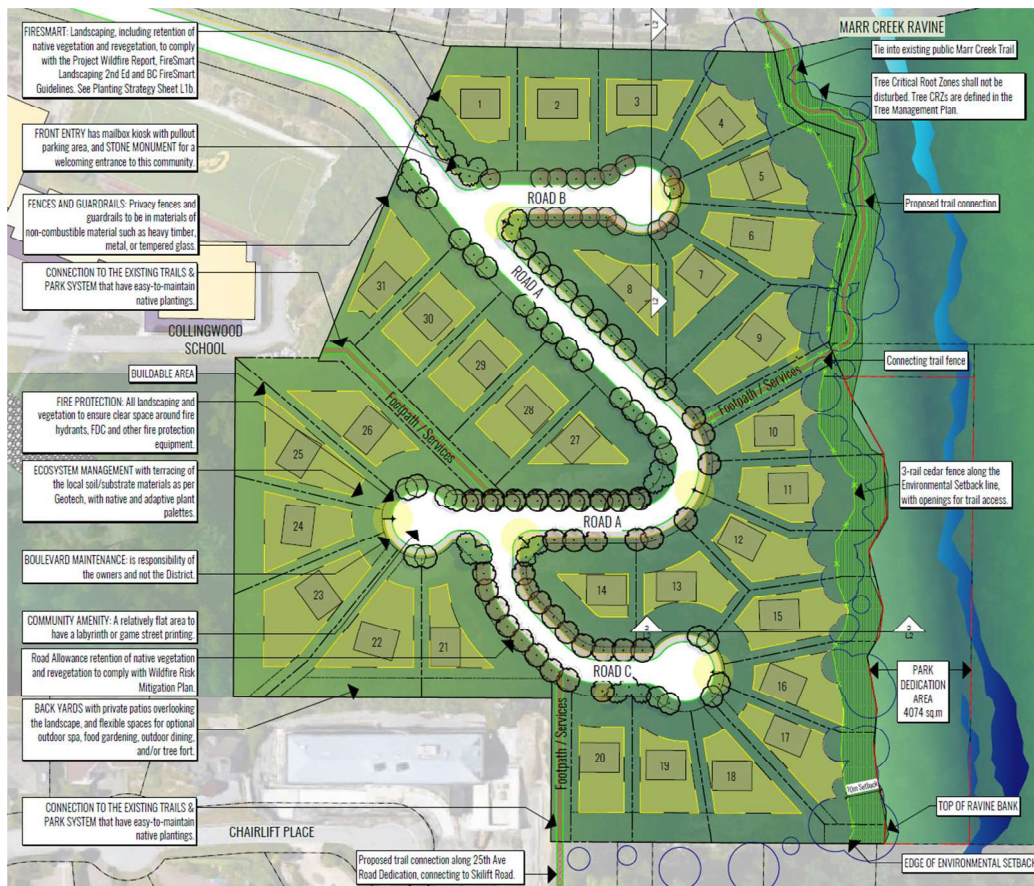 FIRESMART: Landscaping, including retention of
native vegetation and revegetation, to comply
with the Project Wildfire Report, FireSmart
Landscaping 2nd Ed and BC FireSmart
Guidelines. See Planting Strategy Sheet L1b.
FRONT ENTRY has mailbox kiosk with pullout
parking area, and STONE MONUMENT for a
welcoming entrance to this community.
FENCES AND GUARDRAILS: Privacy fences and
guardrails to be in materials of
non-combustible material such as heavy timber,
metal, or tempered glass.
CONNECTION TO THE EXISTING TRAILS &
PARK SYSTEM that have easy-to-maintain
native plantings.
COLLINGWOOD
SCHOOL
BUILDABLE AREA
FIRE PROTECTION: All landscaping and
vegetation to ensure clear space around fire
hydrants, FDC and other fire protection
equipment.
ECOSYSTEM MANAGEMENT with terracing of
the local soil/substrate materials as per
Geotech, with native and adaptive plant
palettes.
BOULEVARD MAINTENANCE: is responsibility of
the owners and not the District.
COMMUNITY AMENITY: A relatively flat area to
have a labyrinth or game street printing.
Road Allowance retention of native vegetation
and revegetation to comply with Wildfire Risk
Mitigation Plan.
BACK YARDS with private patios overlooking
the landscape, and flexible spaces for optional
outdoor spa, food gardening, outdoor dining,
and/or tree fort.
CONNECTION TO THE EXISTING TRAILS &
PARK SYSTEM that have easy-to-maintain
native plantings.
CHAIRLIFT PLACE
Proposed trail connection along 25th Ave
Road Dedication, connecting to Skilift Road.
1
2
3
4
5
6
7
8
9
10
11
12
13
14
15
16
17
18
19
20
21
22
23
24
25
26
27
28
29
30
31
ROAD B
ROAD A
ROAD A
ROAD C
Footpath / Services
Footpath / Services
Footpath / Services
L2
L2
3
L2
3
L2
MARR CREEK RAVINE
Tie into existing public Marr Creek Trail
Tree Critical Root Zones shall not be
disturbed. Tree CRZs are defined in the
Tree Management Plan.
Proposed trail connection
Connecting trail fence
3-rail cedar fence along the
Environmental Setback line,
with openings for trail access.
PARK
DEDICATION
AREA
4074 sq.m
10m Setback
TOP OF RAVINE BANK
EDGE OF ENVIRONMENTAL SETBACK